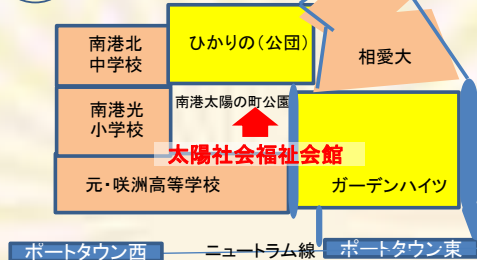 南港北
中学校
ひかりの(公団)
相愛大
南港光
小学校
南港太陽の町公園
太陽社会福祉会館
元・咲洲高等学校
ガーデンハイツ
ポートタウン西
ニュートラム線
ポートタウン東